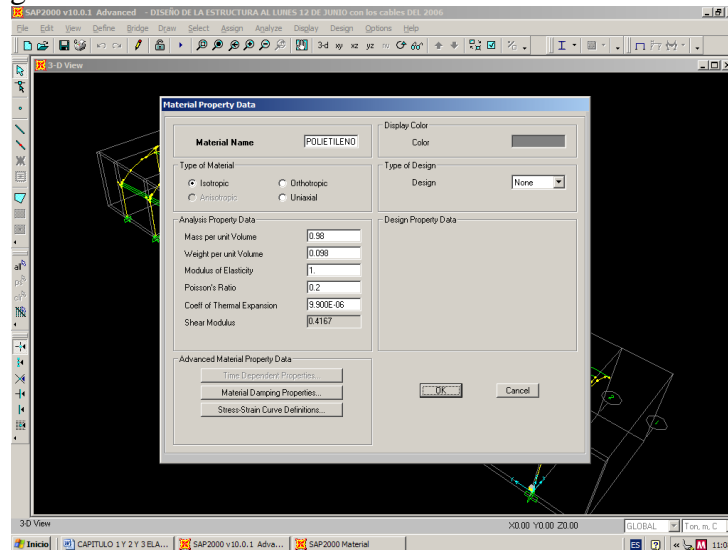 SAP2000 v10.0.1 Advanced - DISEÑO DE LA ESTRUCTURA AL LUNES 12 DE JUNIO con los cables DEL 2006
File Edit View Define Bridge Draw Select Assign Analyze Display Design Options Help
3-d xy xz yz nv
3-D View
Material Property Data
Material Name POLIETILENO
Display Color
Color
Type of Material
Isotropic Orthotropic
Anisotropic Uniaxial
Type of Design
Design None
Analysis Property Data
Mass per unit Volume 0.98
Weight per unit Volume 0.098
Modulus of Elasticity 1.
Poisson's Ratio 0.2
Coeff of Thermal Expansion 9.900E-06
Shear Modulus 0.4167
Design Property Data
Advanced Material Property Data
Time Dependent Properties...
Material Damping Properties...
Stress-Strain Curve Definitions...
OK Cancel
3-D View X0.00 Y0.00 Z0.00 GLOBAL Ton, m, C
Inicio CAPITULO 1 Y 2 Y 3 ELA... SAP2000 v10.0.1 Adva... SAP2000 Material ES 11:0